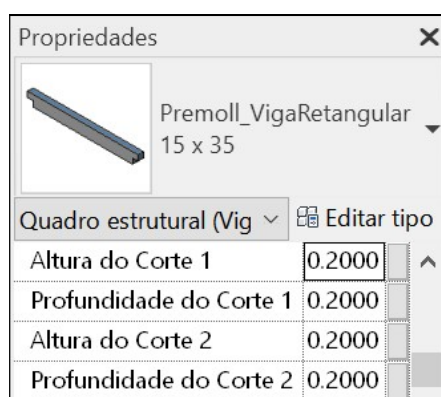 Propriedades
Premoll_VigaRetangular
15 x 35
Quadro estrutural (Vig Editar tipo
Altura do Corte 1 0.2000
Profundidade do Corte 1 0.2000
Altura do Corte 2 0.2000
Profundidade do Corte 2 0.2000